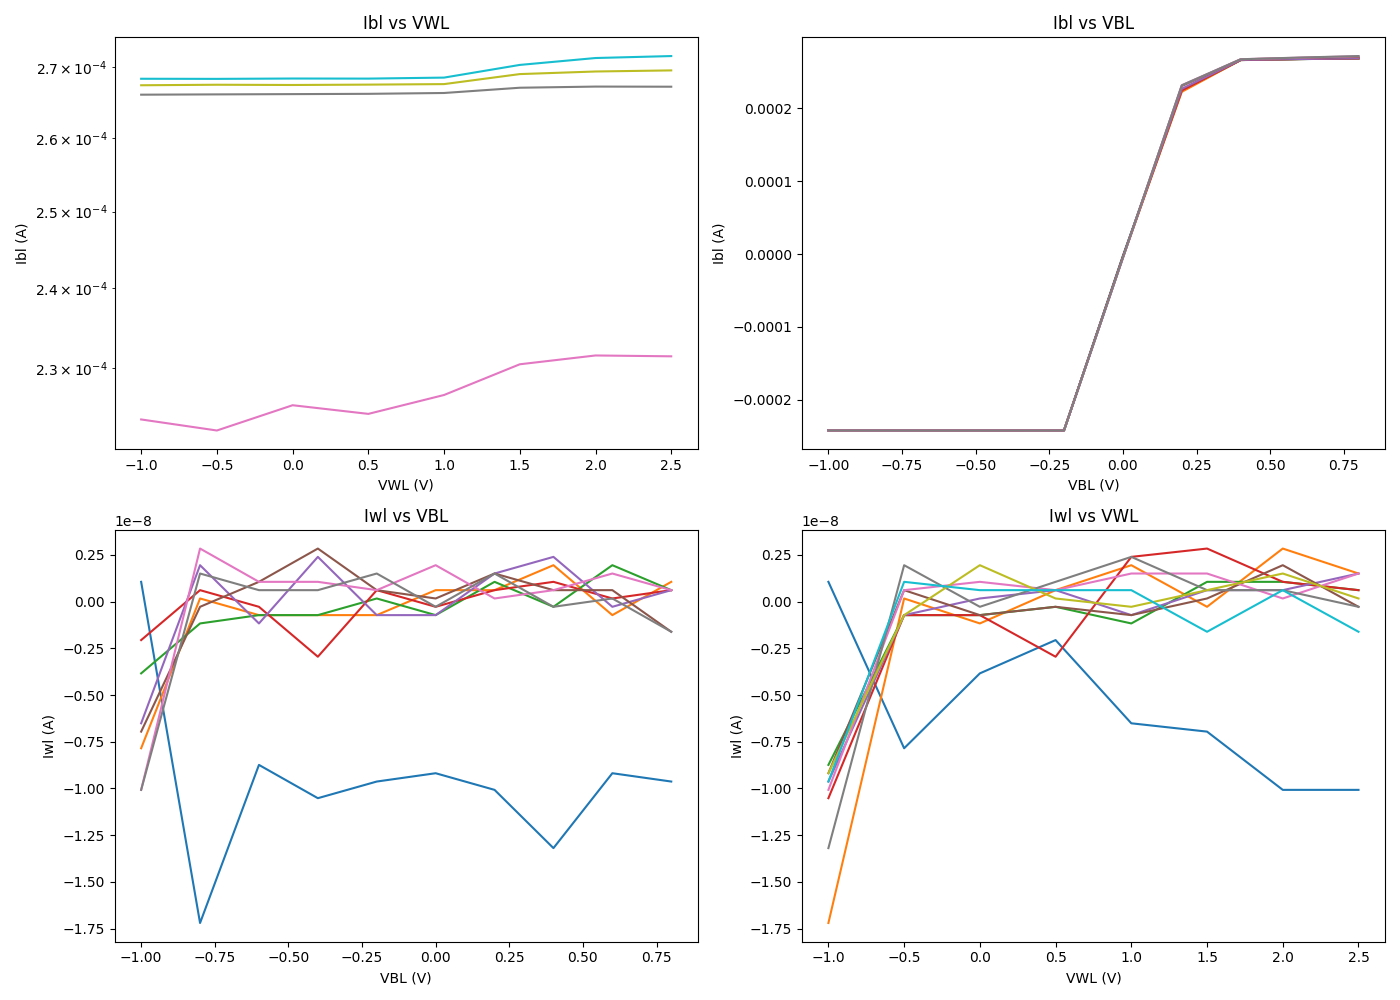 Ibl vs VWL
Ibl (A)
2.7 × 10⁻⁴
2.6 × 10⁻⁴
2.5 × 10⁻⁴
2.4 × 10⁻⁴
2.3 × 10⁻⁴
−1.0 −0.5 0.0 0.5 1.0 1.5 2.0 2.5
VWL (V)
Ibl vs VBL
Ibl (A)
0.0002
0.0001
0.0000
−0.0001
−0.0002
−1.00 −0.75 −0.50 −0.25 0.00 0.25 0.50 0.75
VBL (V)
Iwl vs VBL
1e−8
Iwl (A)
0.25
0.00
−0.25
−0.50
−0.75
−1.00
−1.25
−1.50
−1.75
−1.00 −0.75 −0.50 −0.25 0.00 0.25 0.50 0.75
VBL (V)
Iwl vs VWL
1e−8
Iwl (A)
0.25
0.00
−0.25
−0.50
−0.75
−1.00
−1.25
−1.50
−1.75
−1.0 −0.5 0.0 0.5 1.0 1.5 2.0 2.5
VWL (V)